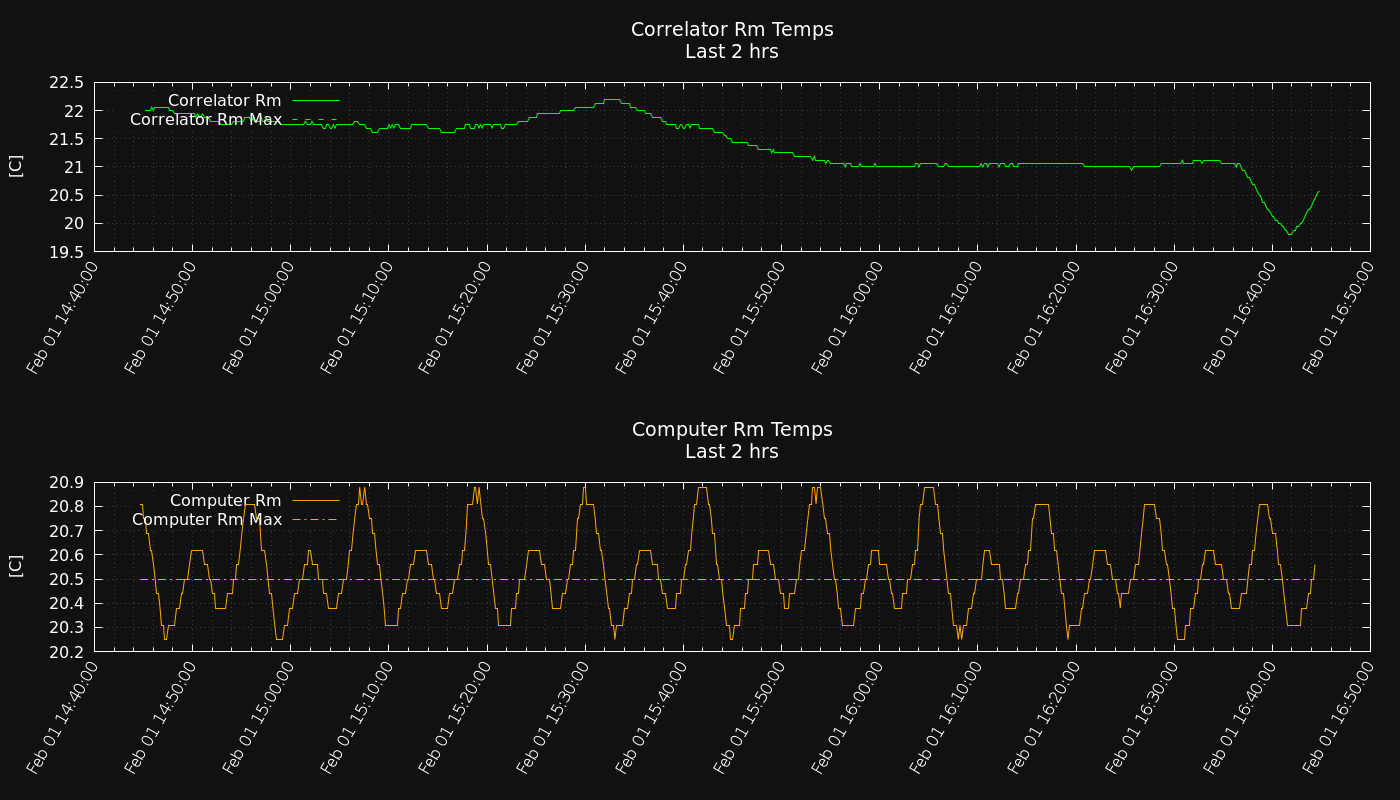 Correlator Rm Temps
Last 2 hrs
22.5
22
21.5
21
20.5
20
19.5
[C]
Correlator Rm
Correlator Rm Max
Feb 01 14:40:00
Feb 01 14:50:00
Feb 01 15:00:00
Feb 01 15:10:00
Feb 01 15:20:00
Feb 01 15:30:00
Feb 01 15:40:00
Feb 01 15:50:00
Feb 01 16:00:00
Feb 01 16:10:00
Feb 01 16:20:00
Feb 01 16:30:00
Feb 01 16:40:00
Feb 01 16:50:00
Computer Rm Temps
Last 2 hrs
20.9
20.8
20.7
20.6
20.5
20.4
20.3
20.2
[C]
Computer Rm
Computer Rm Max
Feb 01 14:40:00
Feb 01 14:50:00
Feb 01 15:00:00
Feb 01 15:10:00
Feb 01 15:20:00
Feb 01 15:30:00
Feb 01 15:40:00
Feb 01 15:50:00
Feb 01 16:00:00
Feb 01 16:10:00
Feb 01 16:20:00
Feb 01 16:30:00
Feb 01 16:40:00
Feb 01 16:50:00